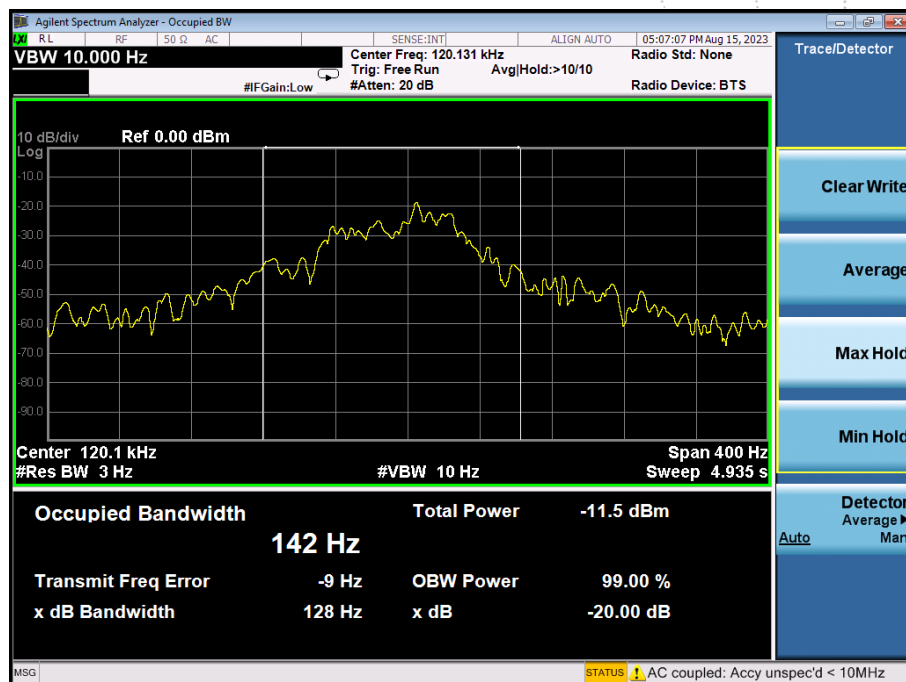 Agilent Spectrum Analyzer - Occupied BW
LXI RL RF 50 Ω AC SENSE:INT ALIGN AUTO 05:07:07 PM Aug 15, 2023
VBW 10.000 Hz
Center Freq: 120.131 kHz
Radio Std: None
Trig: Free Run
Avg|Hold:>10/10
#IFGain:Low
#Atten: 20 dB
Radio Device: BTS
10 dB/div
Ref 0.00 dBm
Log
-10.0
-20.0
-30.0
-40.0
-50.0
-60.0
-70.0
-80.0
-90.0
Center 120.1 kHz
Span 400 Hz
#Res BW 3 Hz
#VBW 10 Hz
Sweep 4.935 s
Occupied Bandwidth
Total Power -11.5 dBm
142 Hz
Transmit Freq Error -9 Hz
OBW Power 99.00 %
x dB Bandwidth 128 Hz
x dB -20.00 dB
Trace/Detector
Clear Write
Average
Max Hold
Min Hold
Detector
Average
Auto Man
MSG
STATUS
AC coupled: Accy unspec'd < 10MHz